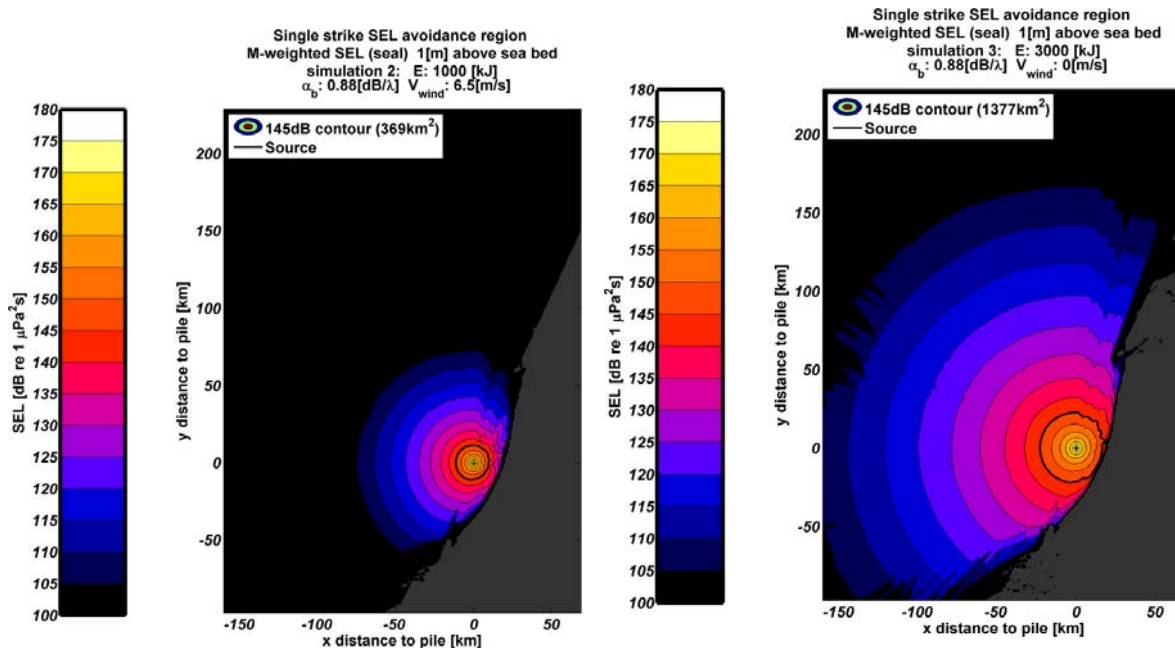 Single strike SEL avoidance region
M-weighted SEL (seal) 1[m] above sea bed
simulation 2: E: 1000 [kJ]
α_b: 0.88[dB/λ] V_wind: 6.5[m/s]
180
175
170
165
160
155
150
145
140
135
130
125
120
115
110
105
100
SEL [dB re 1 μPa²s]
145dB contour (369km²)
Source
200
150
100
50
0
-50
y distance to pile [km]
-150 -100 -50 0 50
x distance to pile [km]
Single strike SEL avoidance region
M-weighted SEL (seal) 1[m] above sea bed
simulation 3: E: 3000 [kJ]
α_b: 0.88[dB/λ] V_wind: 0[m/s]
180
175
170
165
160
155
150
145
140
135
130
125
120
115
110
105
100
SEL [dB re 1 μPa²s]
145dB contour (1377km²)
Source
200
150
100
50
0
-50
y distance to pile [km]
-150 -100 -50 0 50
x distance to pile [km]